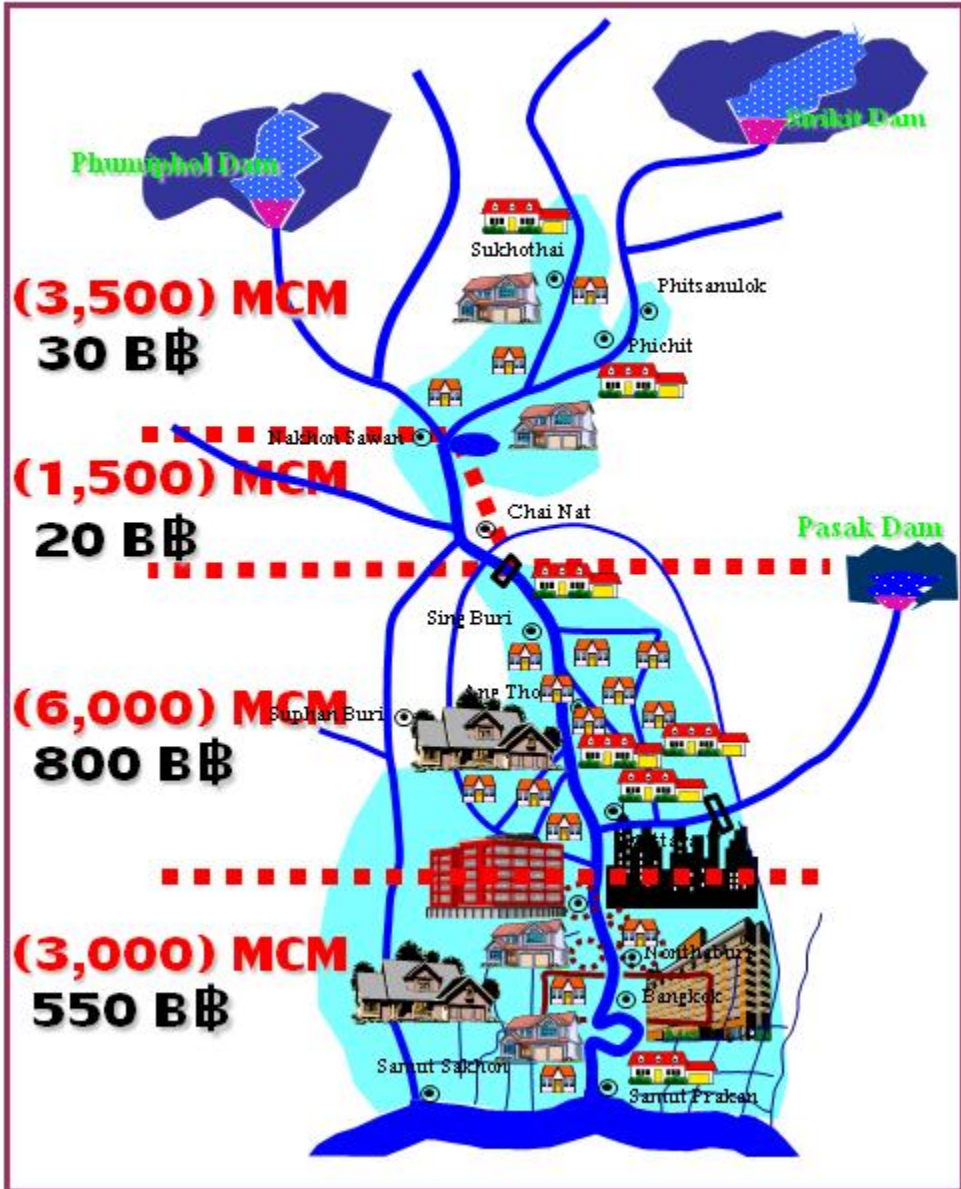 Sirikit Dam
Phumiphol Dam
Sukhothai
(3,500) MCM
Phitsanulok
30 B฿
Phichit
Nakhon Sawan
(1,500) MCM
Chai Nat
20 B฿
Pasak Dam
Sing Buri
(6,000) MCM
Ang Tho
Suphan Buri
800 B฿
(3,000) MCM
Nonthaburi
Bangkok
550 B฿
Samut Sakhon
Samut Prakan